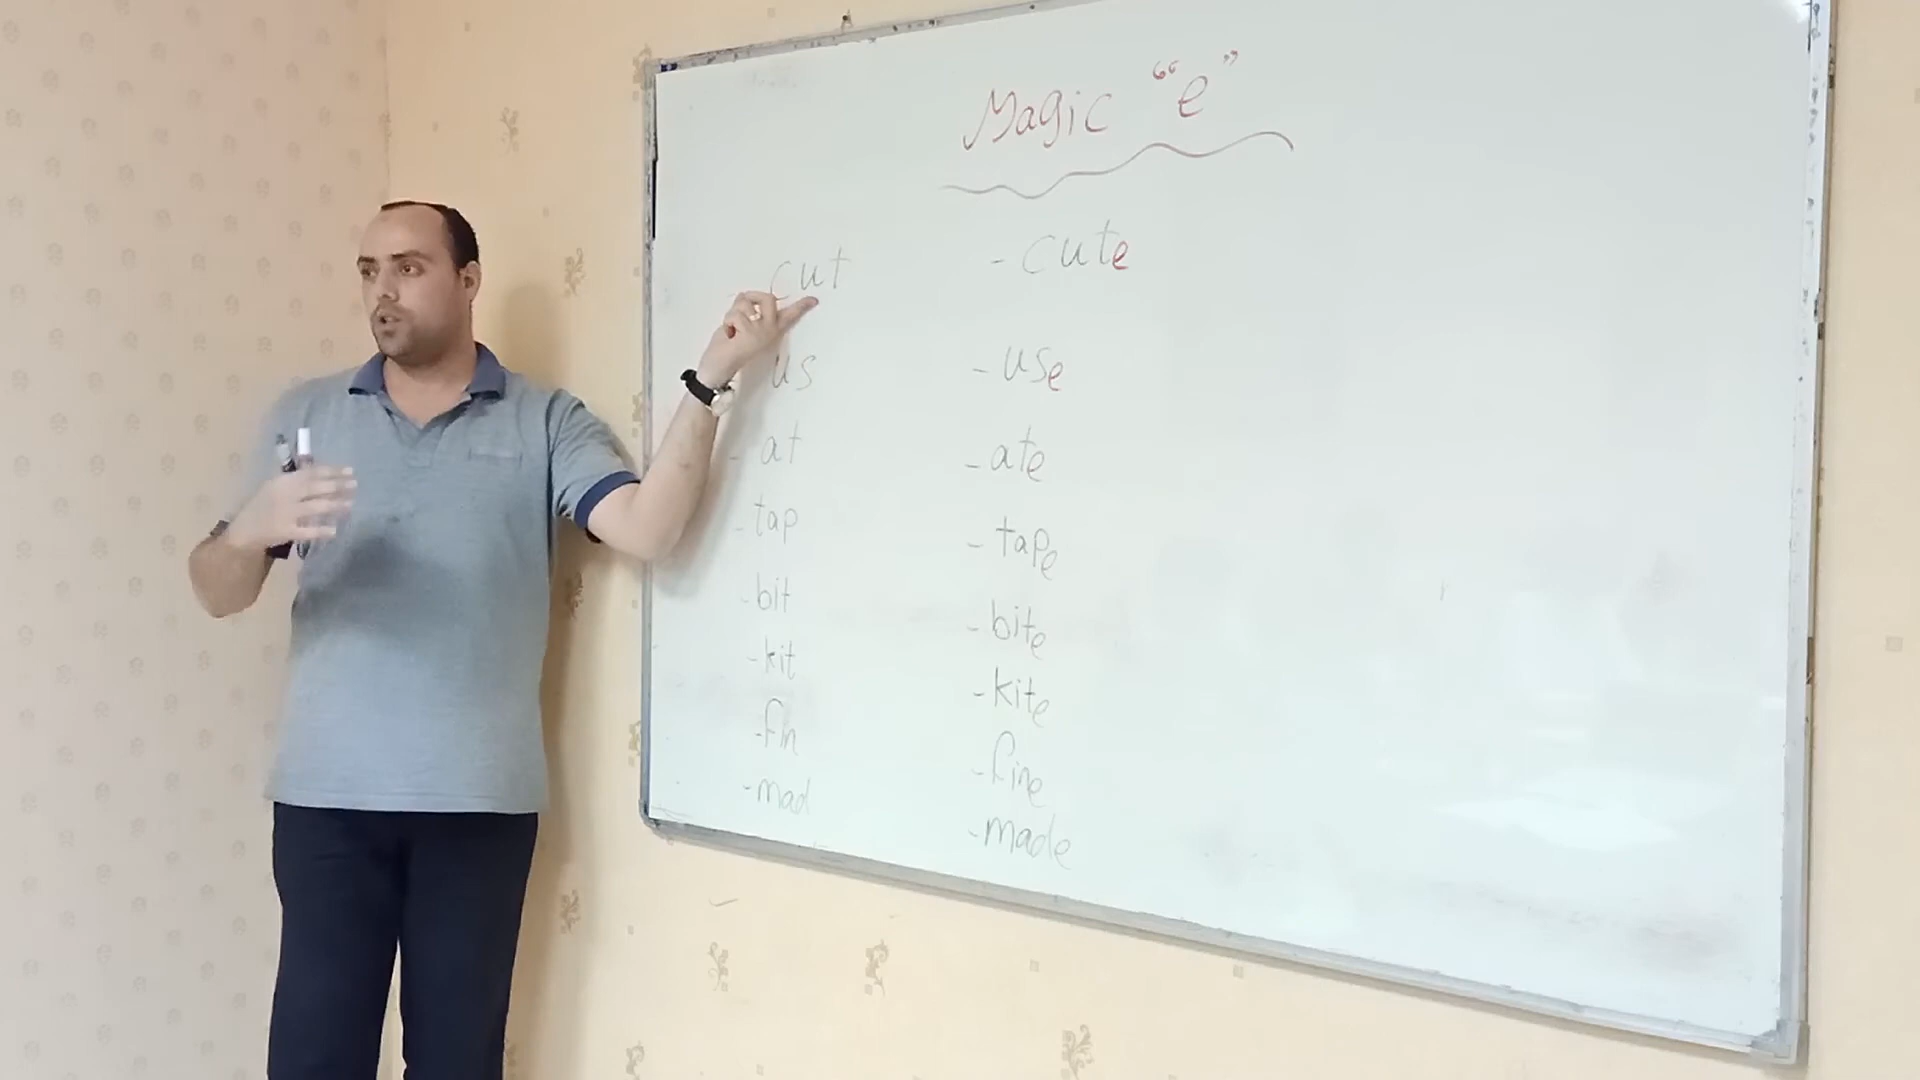 Magic “e”
- cut - cute
us - use
- at - ate
- tap - tape
- bit - bite
- kit - kite
- fin - fine
- mad - made